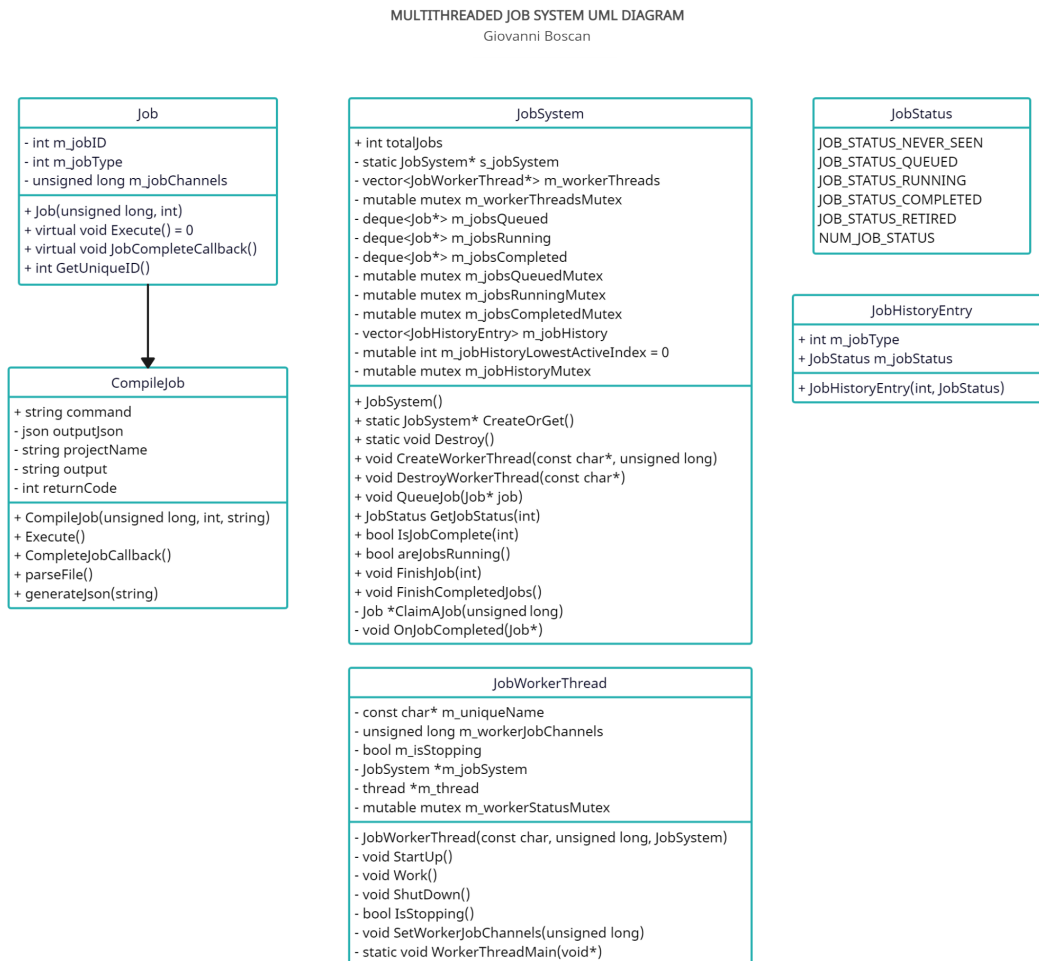 MULTITHREADED JOB SYSTEM UML DIAGRAM
Giovanni Boscan
Job
- int m_jobID
- int m_jobType
- unsigned long m_jobChannels
+ Job(unsigned long, int)
+ virtual void Execute() = 0
+ virtual void JobCompleteCallback()
+ int GetUniqueID()
CompileJob
+ string command
- json outputJson
- string projectName
- string output
- int returnCode
+ CompileJob(unsigned long, int, string)
+ Execute()
+ CompleteJobCallback()
+ parseFile()
+ generateJson(string)
JobSystem
+ int totalJobs
- static JobSystem* s_jobSystem
- vector<JobWorkerThread*> m_workerThreads
- mutable mutex m_workerThreadsMutex
- deque<Job*> m_jobsQueued
- deque<Job*> m_jobsRunning
- deque<Job*> m_jobsCompleted
- mutable mutex m_jobsQueuedMutex
- mutable mutex m_jobsRunningMutex
- mutable mutex m_jobsCompletedMutex
- vector<JobHistoryEntry> m_jobHistory
- mutable int m_jobHistoryLowestActiveIndex = 0
- mutable mutex m_jobHistoryMutex
+ JobSystem()
+ static JobSystem* CreateOrGet()
+ static void Destroy()
+ void CreateWorkerThread(const char*, unsigned long)
+ void DestroyWorkerThread(const char*)
+ void QueueJob(Job* job)
+ JobStatus GetJobStatus(int)
+ bool IsJobComplete(int)
+ bool areJobsRunning()
+ void FinishJob(int)
+ void FinishCompletedJobs()
- Job *ClaimAJob(unsigned long)
- void OnJobCompleted(Job*)
JobWorkerThread
- const char* m_uniqueName
- unsigned long m_workerJobChannels
- bool m_isStopping
- JobSystem *m_jobSystem
- thread *m_thread
- mutable mutex m_workerStatusMutex
- JobWorkerThread(const char, unsigned long, JobSystem)
- void StartUp()
- void Work()
- void ShutDown()
- bool IsStopping()
- void SetWorkerJobChannels(unsigned long)
- static void WorkerThreadMain(void*)
JobStatus
JOB_STATUS_NEVER_SEEN
JOB_STATUS_QUEUED
JOB_STATUS_RUNNING
JOB_STATUS_COMPLETED
JOB_STATUS_RETIRED
NUM_JOB_STATUS
JobHistoryEntry
+ int m_jobType
+ JobStatus m_jobStatus
+ JobHistoryEntry(int, JobStatus)